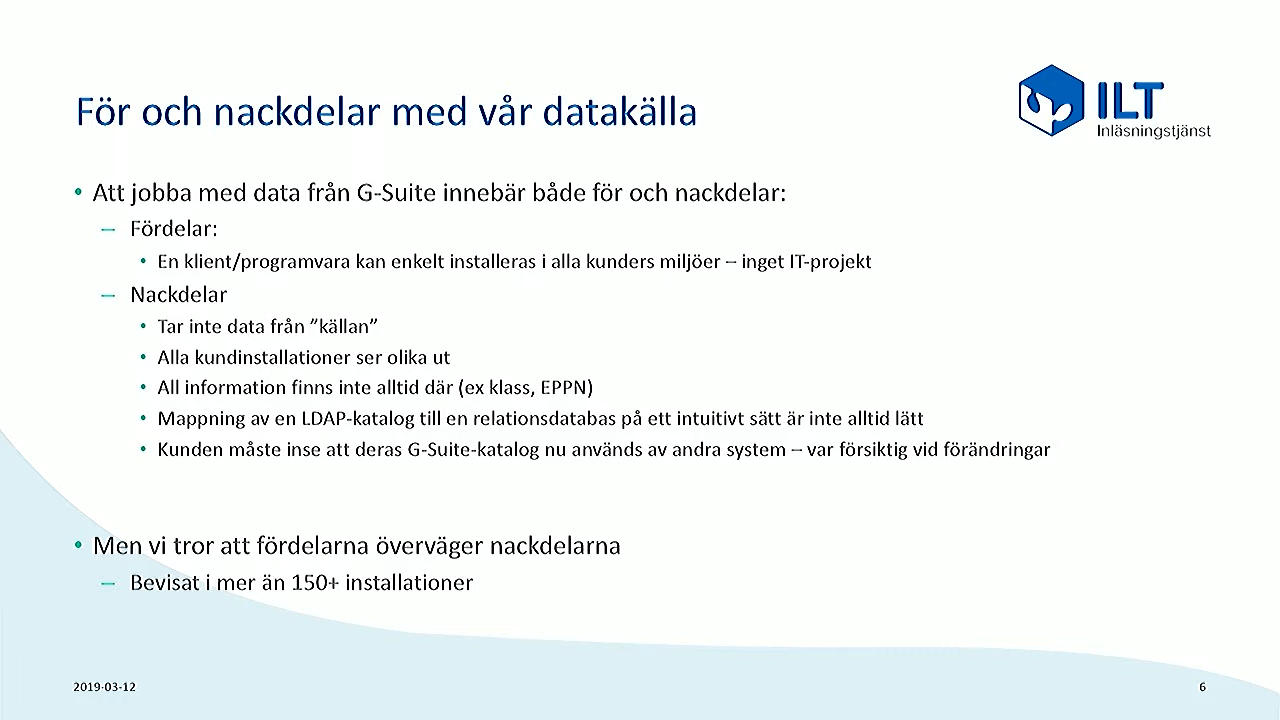 För och nackdelar med vår datakälla
ILT
Inläsningstjänst
• Att jobba med data från G-Suite innebär både för och nackdelar:
– Fördelar:
• En klient/programvara kan enkelt installeras i alla kunders miljöer – inget IT-projekt
– Nackdelar
• Tar inte data från ”källan”
• Alla kundinstallationer ser olika ut
• All information finns inte alltid där (ex klass, EPPN)
• Mappning av en LDAP-katalog till en relationsdatabas på ett intuitivt sätt är inte alltid lätt
• Kunden måste inse att deras G-Suite-katalog nu används av andra system – var försiktig vid förändringar
• Men vi tror att fördelarna överväger nackdelarna
– Bevisat i mer än 150+ installationer
2019-03-12
6